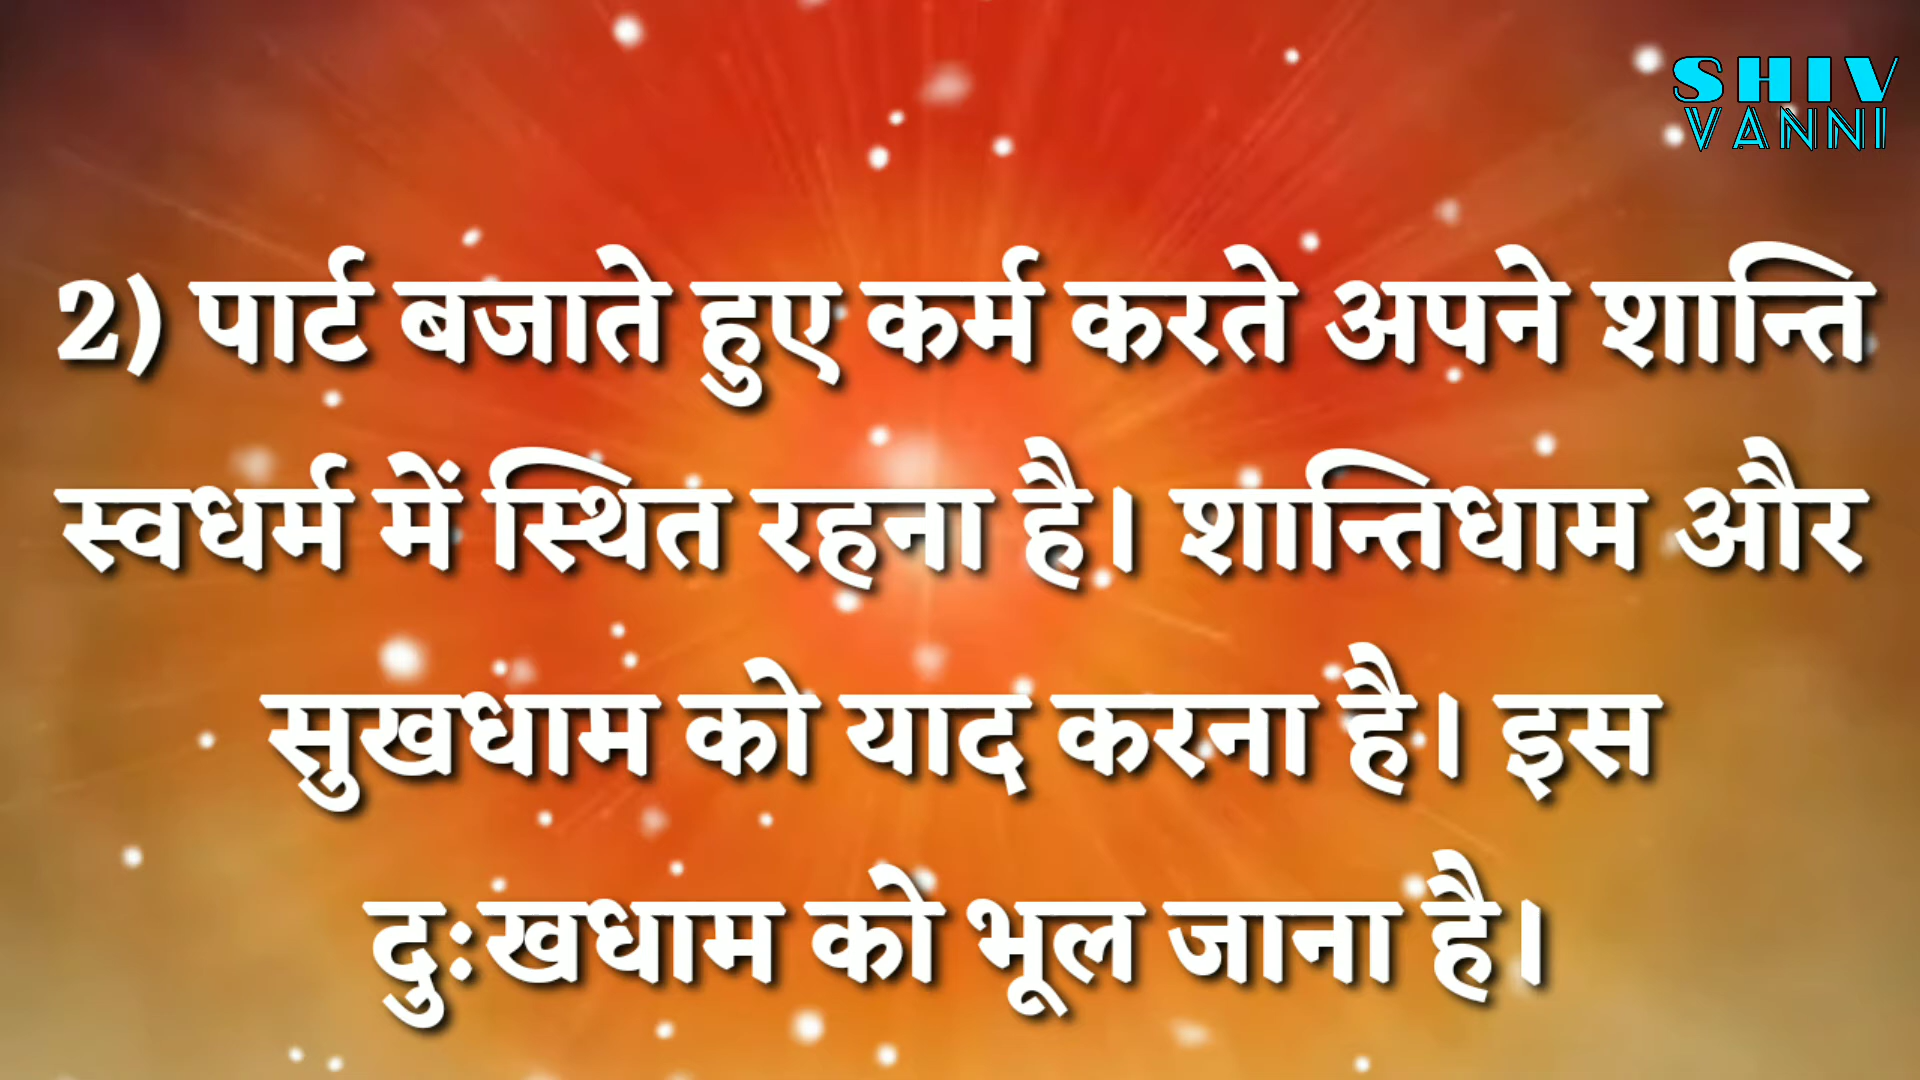 SHIV
VANNI
2) पार्ट बजाते हुए कर्म करते अपने शान्ति
स्वधर्म में स्थित रहना है। शान्तिधाम और
सुखधाम को याद करना है। इस
दुःखधाम को भूल जाना है।